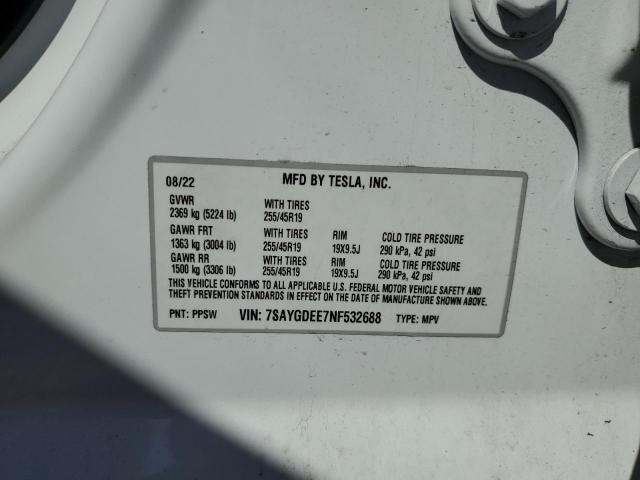 08/22 MFD BY TESLA, INC.
GVWR WITH TIRES
2369 kg (5224 lb) 255/45R19
GAWR FRT WITH TIRES RIM COLD TIRE PRESSURE
1363 kg (3004 lb) 255/45R19 19X9.5J 290 kPa, 42 psi
GAWR RR WITH TIRES RIM COLD TIRE PRESSURE
1500 kg (3306 lb) 255/45R19 19X9.5J 290 kPa, 42 psi
THIS VEHICLE CONFORMS TO ALL APPLICABLE U.S. FEDERAL MOTOR VEHICLE SAFETY AND
THEFT PREVENTION STANDARDS IN EFFECT ON THE DATE OF MANUFACTURE SHOWN ABOVE.
PNT: PPSW VIN: 7SAYGDEE7NF532688 TYPE: MPV